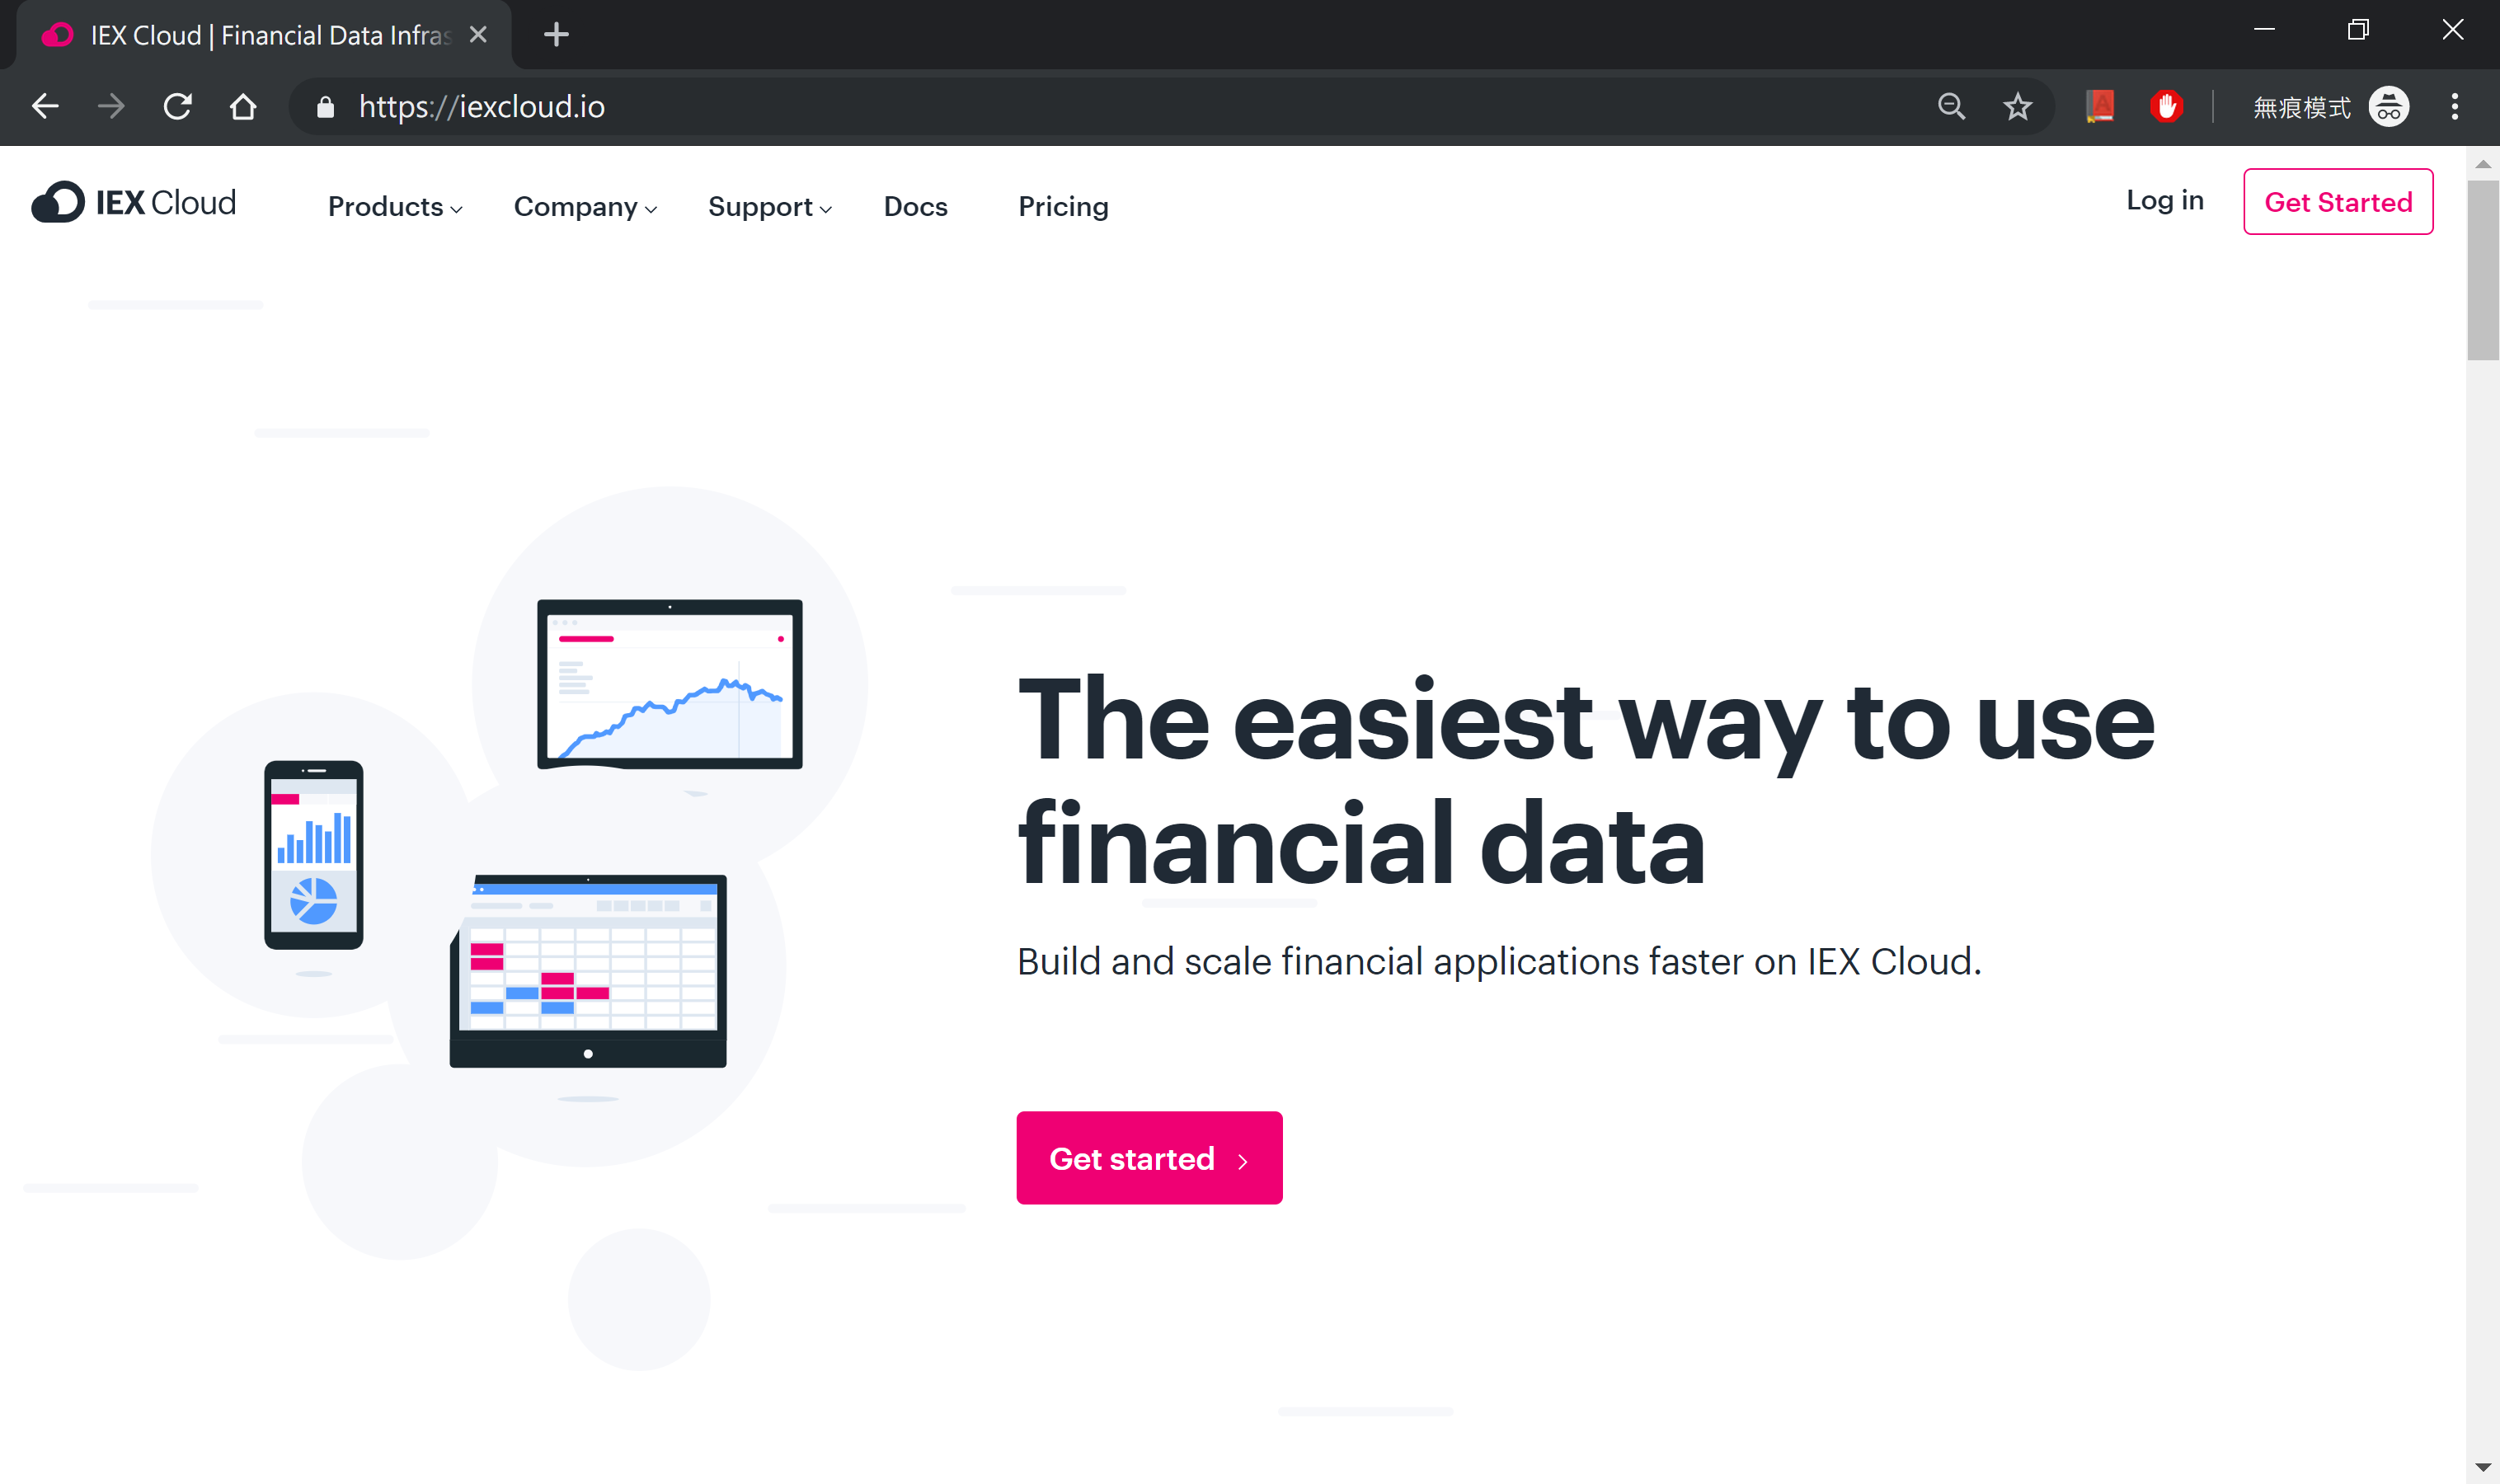 IEX Cloud | Financial Data Infras
https://iexcloud.io
無痕模式
IEX Cloud
Products
Company
Support
Docs
Pricing
Log in
Get Started
The easiest way to use
financial data
Build and scale financial applications faster on IEX Cloud.
Get started